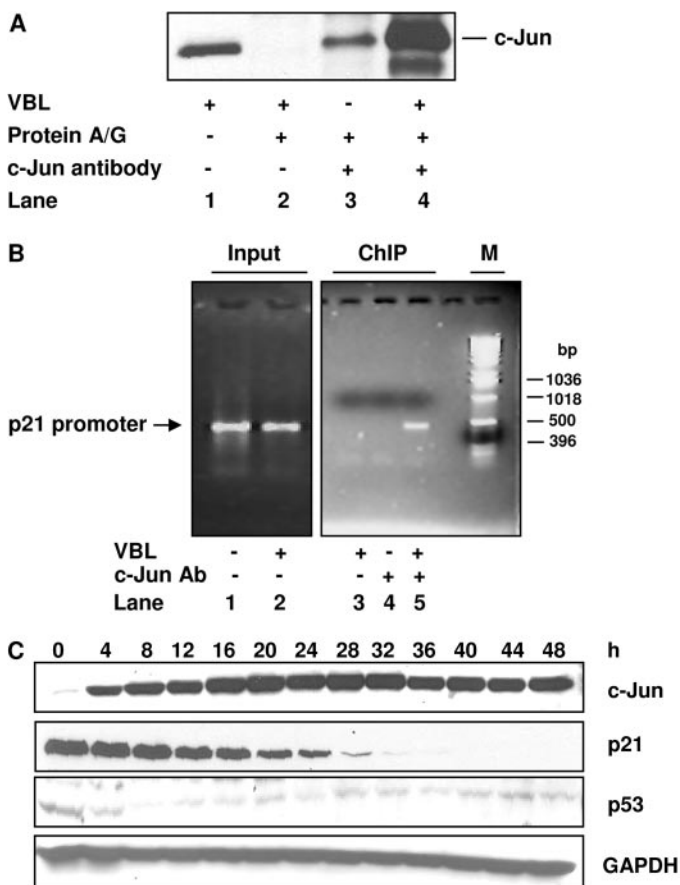 A
c-Jun
VBL + + - +
Protein A/G - + + +
c-Jun antibody - - + +
Lane 1 2 3 4
B
Input ChIP M
bp
1036
1018
p21 promoter
500
396
VBL - + + - +
c-Jun Ab - - - + +
Lane 1 2 3 4 5
C 0 4 8 12 16 20 24 28 32 36 40 44 48 h
c-Jun
p21
p53
GAPDH